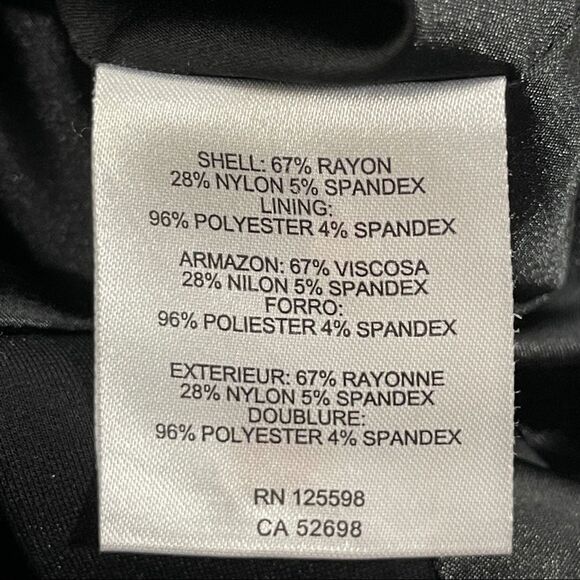 SHELL: 67% RAYON
28% NYLON 5% SPANDEX
LINING:
96% POLYESTER 4% SPANDEX
ARMAZON: 67% VISCOSA
28% NILON 5% SPANDEX
FORRO:
96% POLIESTER 4% SPANDEX
EXTERIEUR: 67% RAYONNE
28% NYLON 5% SPANDEX
DOUBLURE:
96% POLYESTER 4% SPANDEX
RN 125598
CA 52698